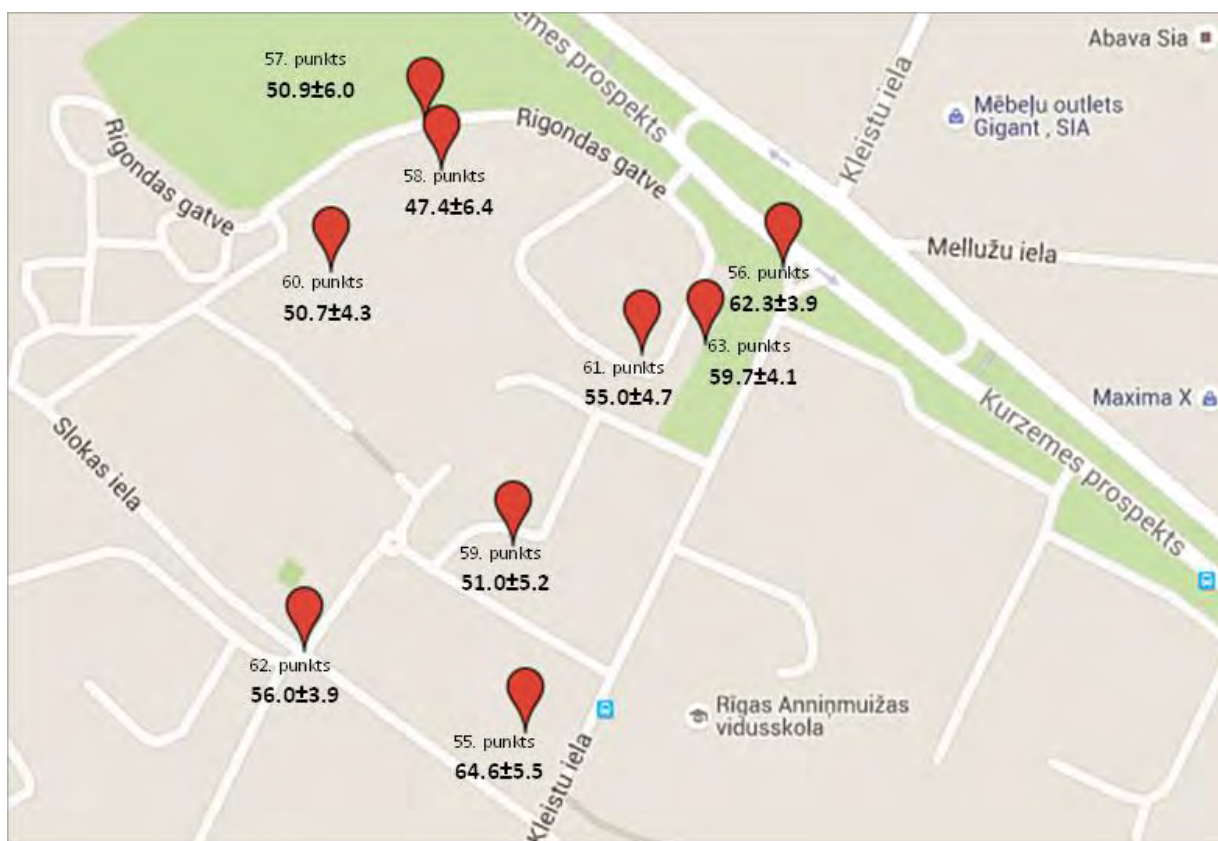 57. punkts
50.9±6.0
emes prospekts
Abava Sia
Kleistu iela
Mēbeļu outlets
Gigant , SIA
Rigondas gatve
Rigondas gatve
58. punkts
47.4±6.4
Mellužu iela
60. punkts
50.7±4.3
56. punkts
62.3±3.9
63. punkts
59.7±4.1
61. punkts
55.0±4.7
Maxima X
Kurzemes prospekts
Slokas iela
59. punkts
51.0±5.2
62. punkts
56.0±3.9
Rīgas Anniņmuižas
vidusskola
55. punkts
64.6±5.5
Kleistu iela